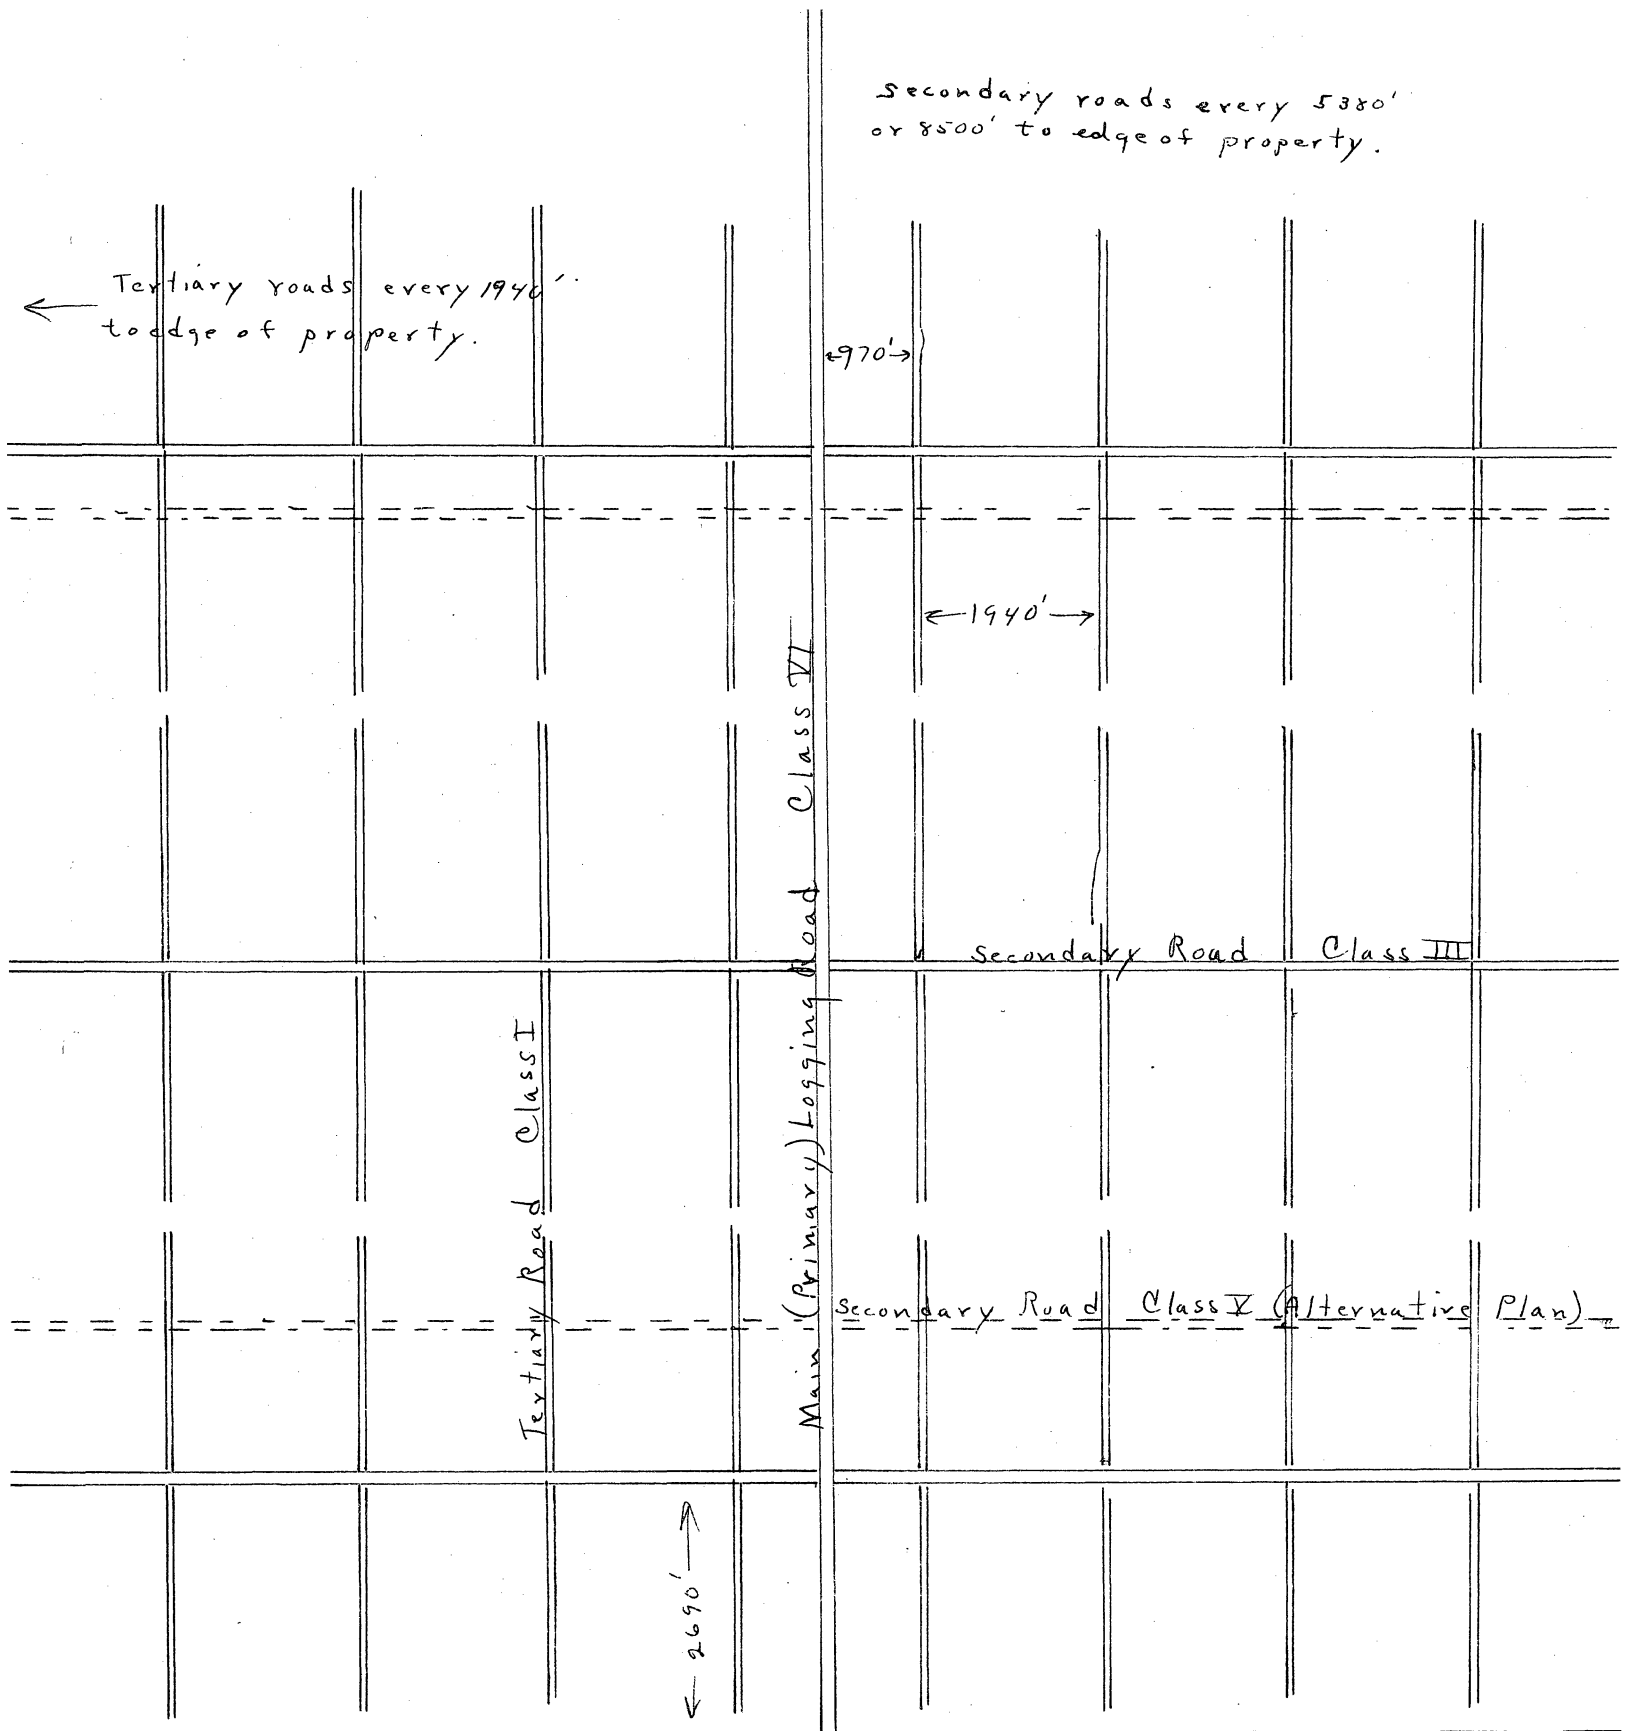 secondary roads every 5380'
or 8500' to edge of property.
Tertiary roads every 1940'
to edge of property.
970'
1940'
Main (Primary) Logging Road Class VI
Secondary Road Class III
Tertiary Road Class I
Secondary Road Class V (Alternative Plan)
2690'